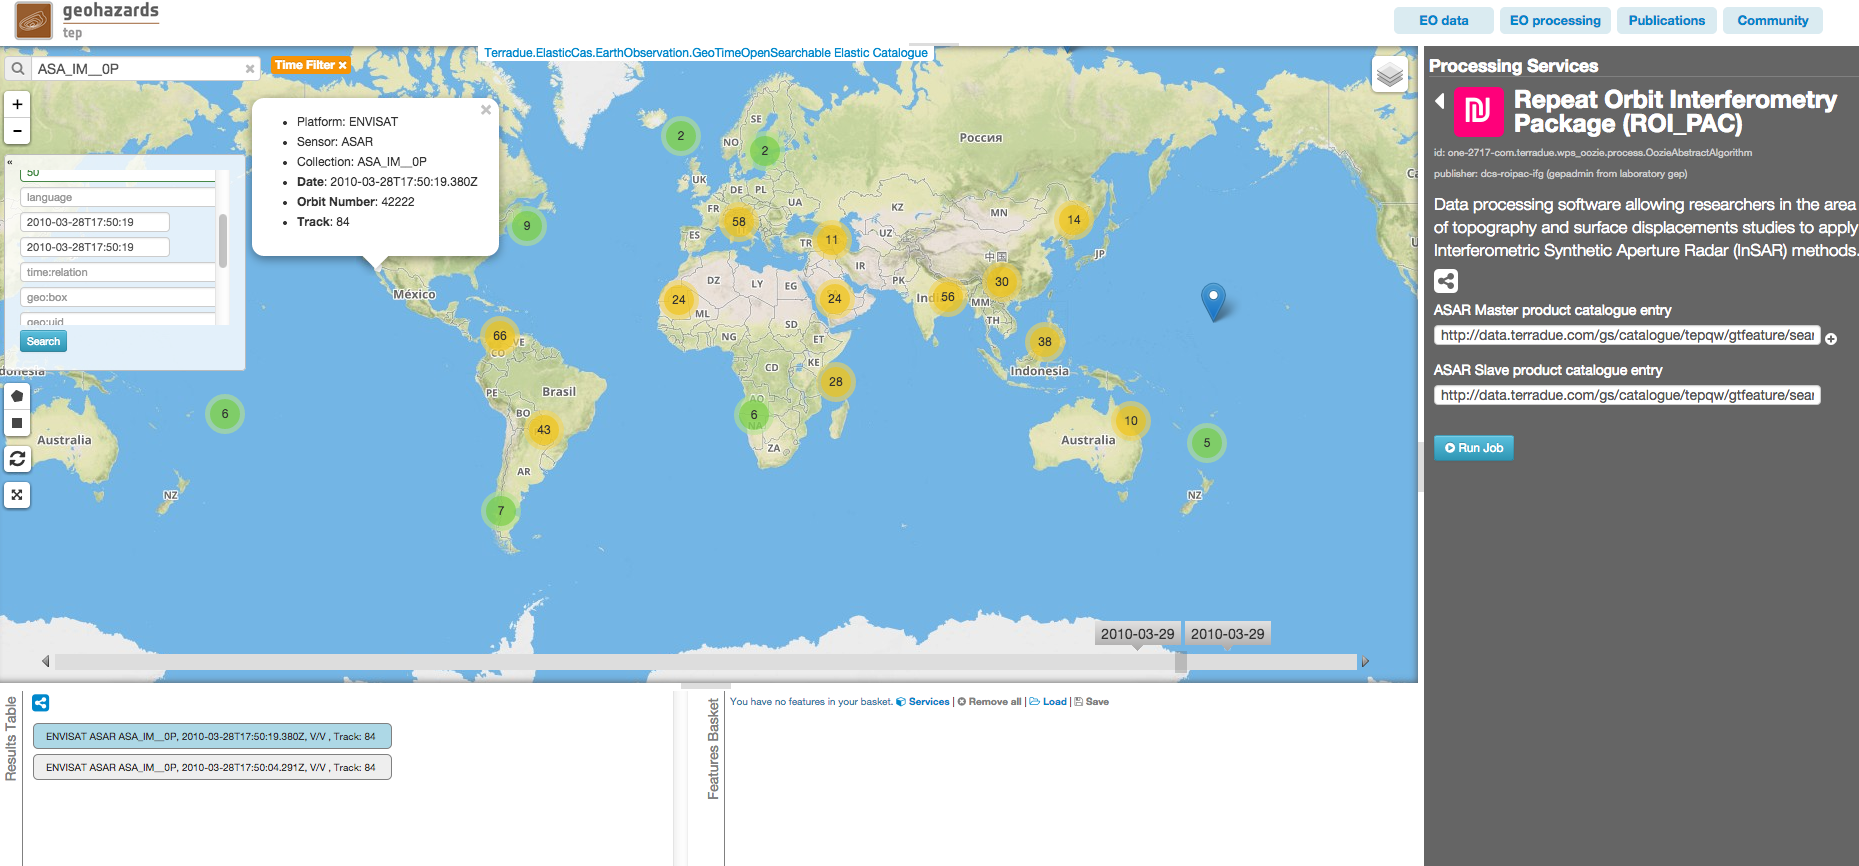 geohazards
tep
EO data
EO processing
Publications
Community
Terradue.ElasticCas.EarthObservation.GeoTimeOpenSearchable Elastic Catalogue
ASA_IM__0P
Time Filter ×
+
−
«
50
language
2010-03-28T17:50:19
2010-03-28T17:50:19
time:relation
geo:box
geo:uid
Search
Platform: ENVISAT
Sensor: ASAR
Collection: ASA_IM__0P
Date: 2010-03-28T17:50:19.380Z
Orbit Number: 42222
Track: 84
2
SE
NO
2
Россия
UK
DE
PL
FR
UA
KZ
MN
58
14
9
ES
TR
11
UZ
JP
中国
IR
DZ
LY
EG
PK
30
México
24
24
Ind
56
MM
ML
SD
TH
66
VE
CO
NG
ET
38
KE
CD
Indonesia
28
PE
Brasil
AO
6
BO
6
NA
10
43
Australia
Australia
5
ZA
AR
NZ
NZ
7
2010-03-29
2010-03-29
Processing Services
Repeat Orbit Interferometry
Package (ROI_PAC)
id: one-2717-com.terradue.wps_oozie.process.OozieAbstractAlgorithm
publisher: dcs-roipac-ifg (gepadmin from laboratory gep)
Data processing software allowing researchers in the area
of topography and surface displacements studies to apply
Interferometric Synthetic Aperture Radar (InSAR) methods.
ASAR Master product catalogue entry
http://data.terradue.com/gs/catalogue/tepqw/gtfeature/sear
ASAR Slave product catalogue entry
http://data.terradue.com/gs/catalogue/tepqw/gtfeature/sear
Run Job
Results Table
ENVISAT ASAR ASA_IM__0P, 2010-03-28T17:50:19.380Z, V/V , Track: 84
ENVISAT ASAR ASA_IM__0P, 2010-03-28T17:50:04.291Z, V/V , Track: 84
Features Basket
You have no features in your basket. Services | Remove all | Load | Save